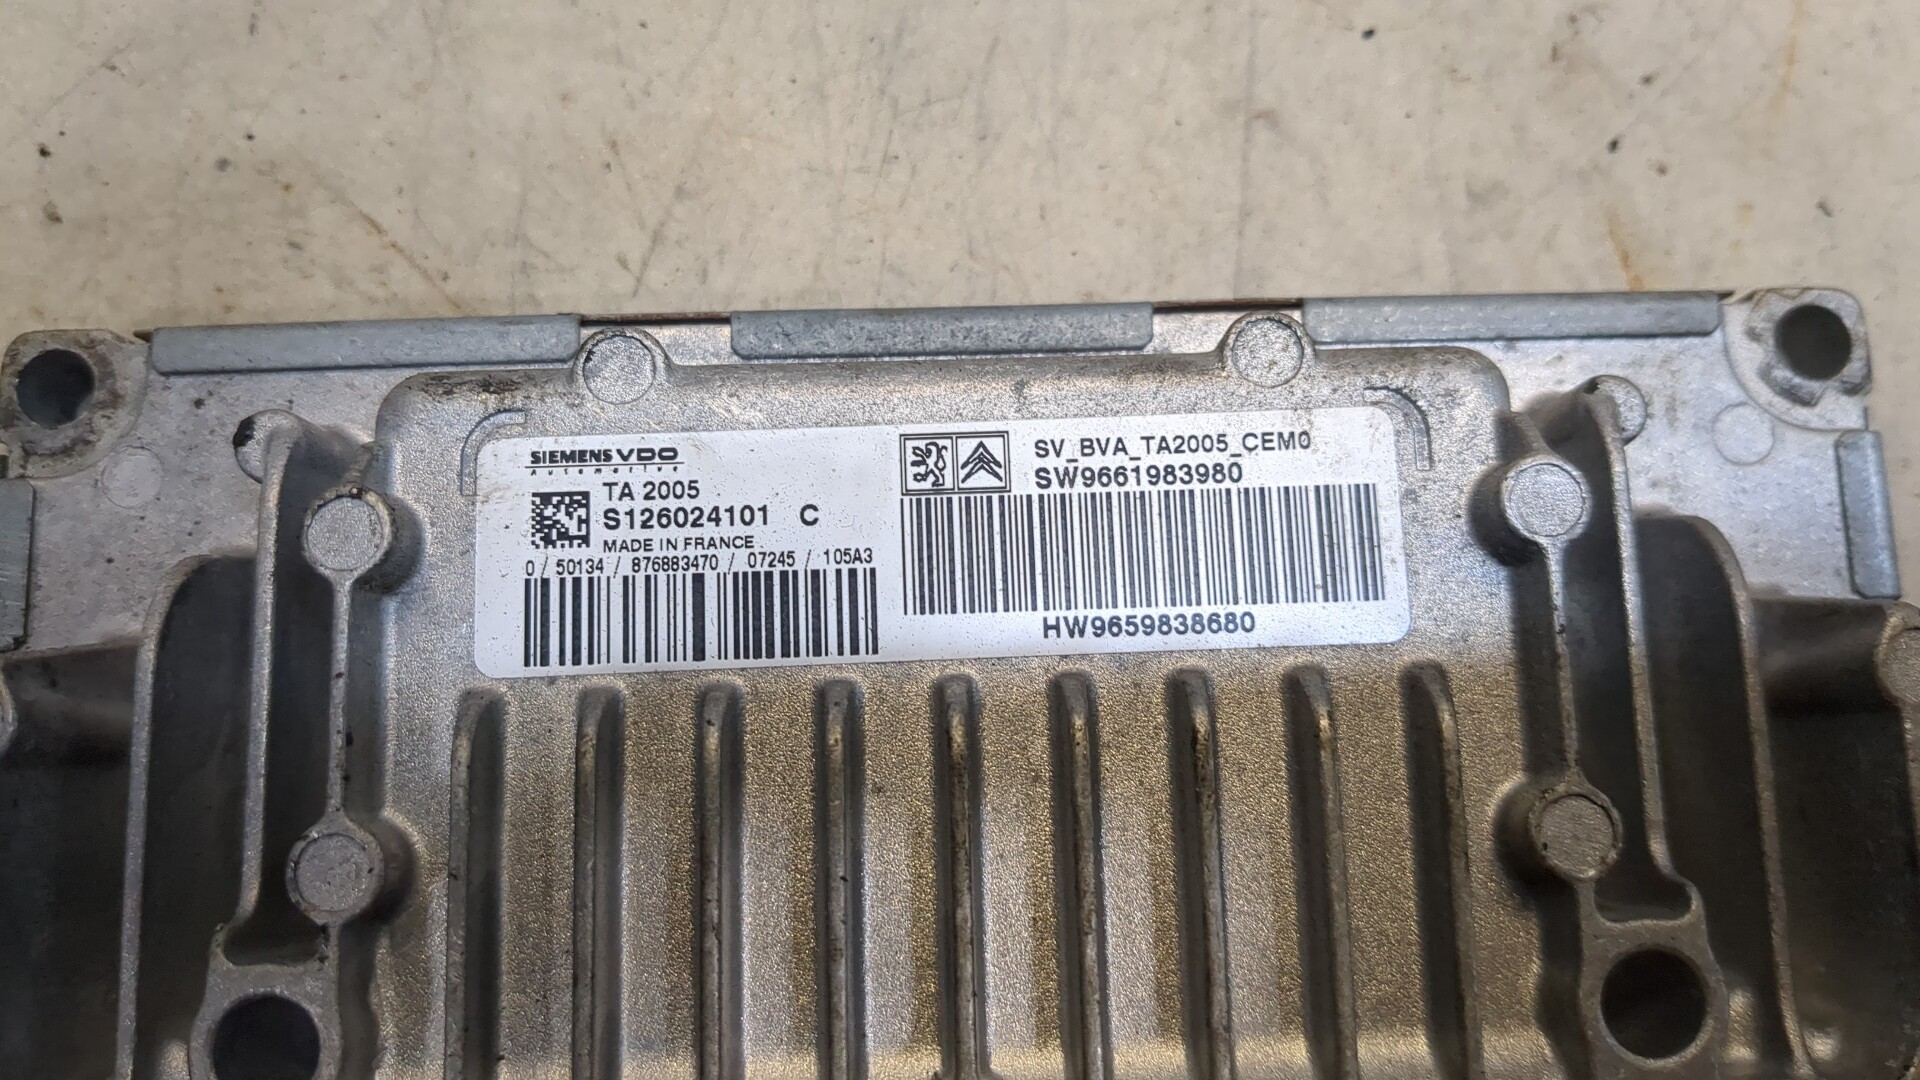 SIEMENS VDO
Automotive
TA 2005
S126024101 C
MADE IN FRANCE
0 / 50134 / 876883470 / 07245 / 105A3
SV_BVA_TA2005_CEM0
SW9661983980
HW9659838680